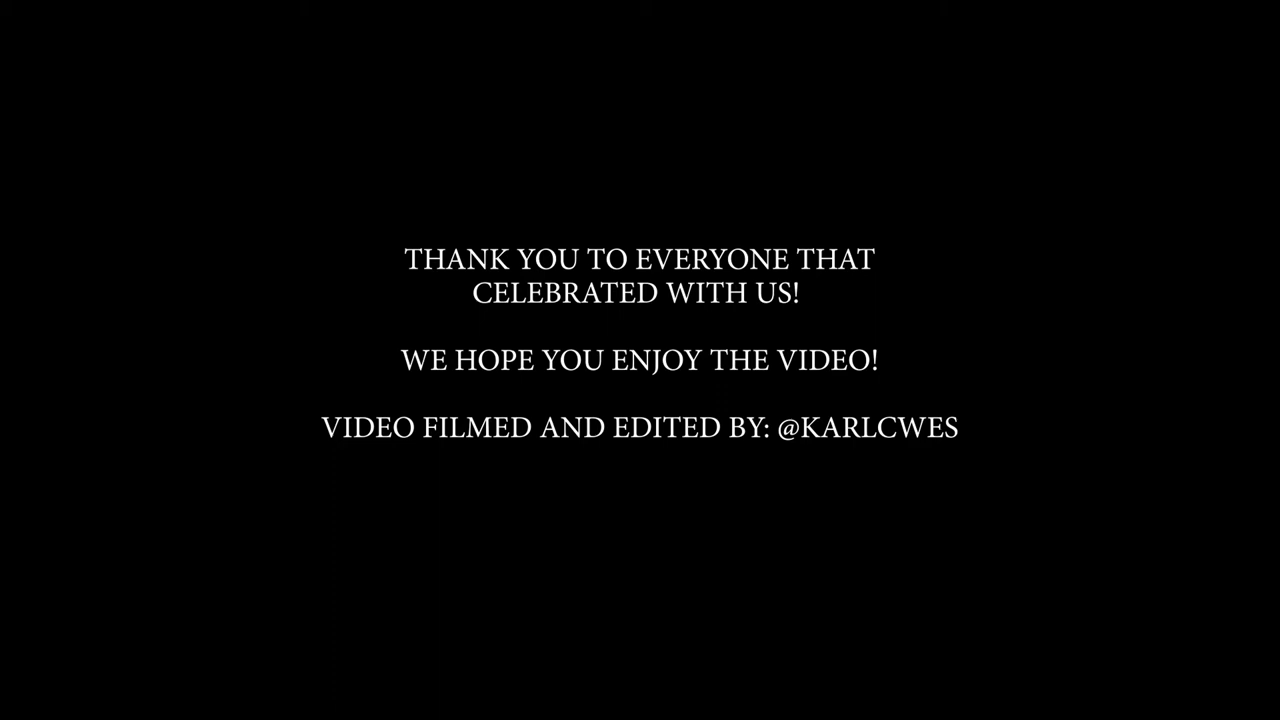 THANK YOU TO EVERYONE THAT
CELEBRATED WITH US!
WE HOPE YOU ENJOY THE VIDEO!
VIDEO FILMED AND EDITED BY: @KARLCWES